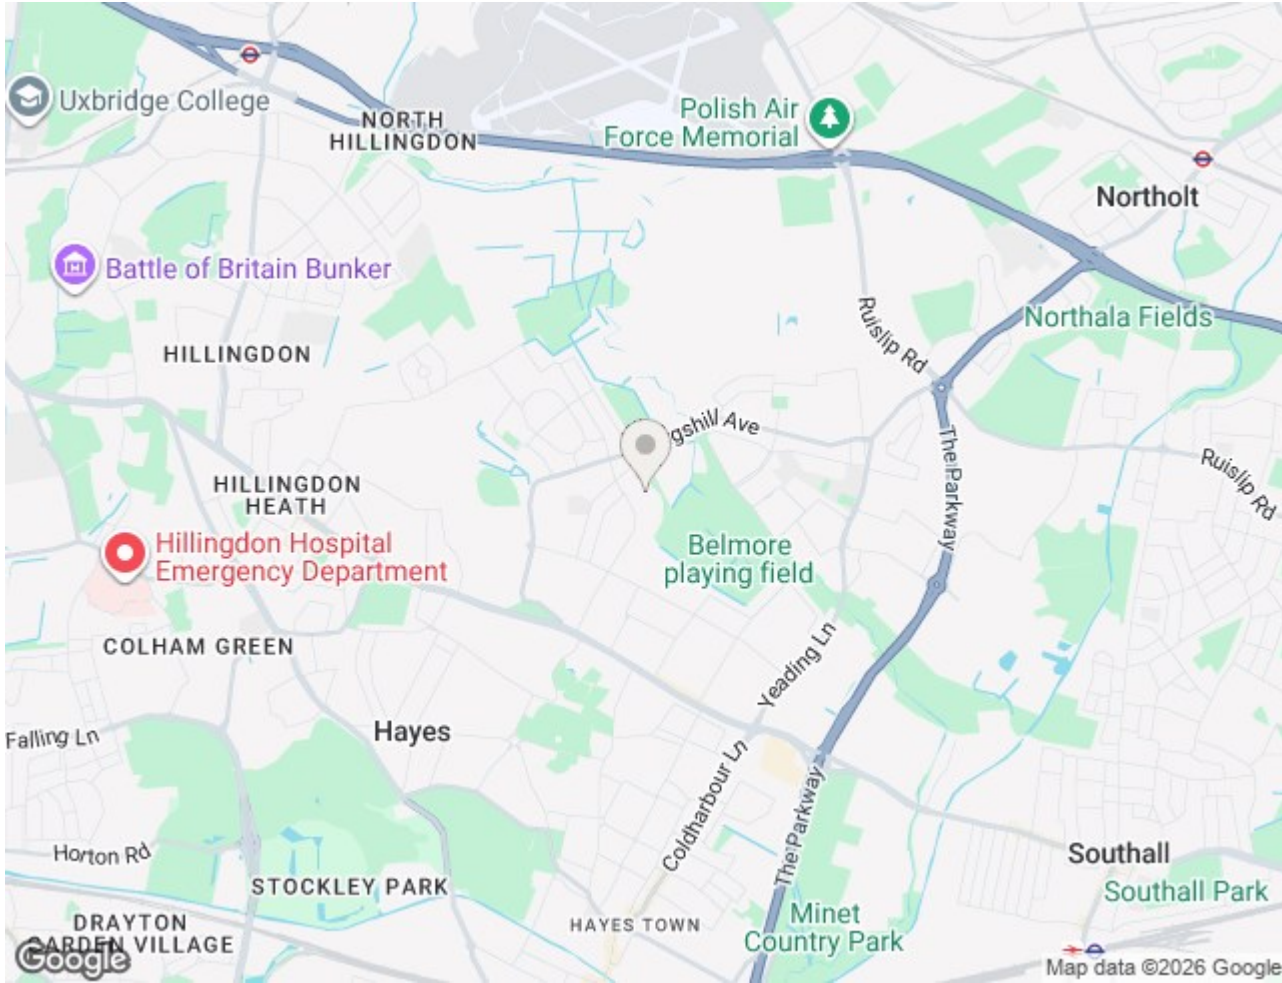 Uxbridge College
NORTH
HILLINGDON
Polish Air
Force Memorial
Northolt
Battle of Britain Bunker
Ruislip Rd
Northala Fields
HILLINGDON
gshill Ave
The Parkway
Ruislip Rd
HILLINGDON
HEATH
Hillingdon Hospital
Emergency Department
Belmore
playing field
COLHAM GREEN
Yeading Ln
Falling Ln
Hayes
Coldharbour Ln
The Parkway
Horton Rd
Southall
STOCKLEY PARK
Southall Park
HAYES TOWN
Minet
Country Park
DRAYTON
GARDEN VILLAGE
Google
Map data ©2026 Google